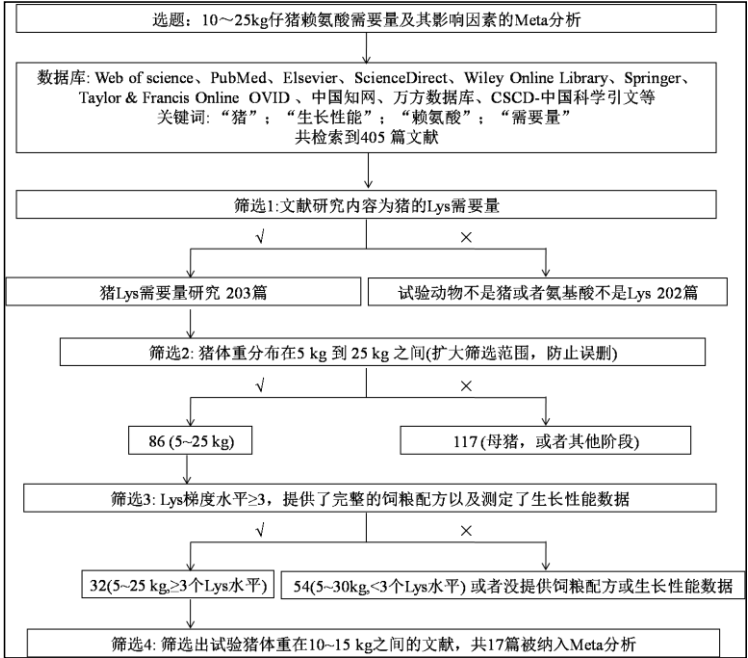 选题：10～25kg仔猪赖氨酸需要量及其影响因素的Meta分析
数据库: Web of science、PubMed、Elsevier、ScienceDirect、Wiley Online Library、Springer、
Taylor & Francis Online OVID 、中国知网、万方数据库、CSCD-中国科学引文等
关键词: “猪”；“生长性能”；“赖氨酸”；“需要量”
共检索到405 篇文献
筛选1:文献研究内容为猪的Lys需要量
√ ×
猪Lys需要量研究 203篇 试验动物不是猪或者氨基酸不是Lys 202篇
筛选2: 猪体重分布在5 kg 到 25 kg 之间(扩大筛选范围，防止误删)
√ ×
86 (5~25 kg) 117 (母猪，或者其他阶段)
筛选3: Lys梯度水平≥3，提供了完整的饲粮配方以及测定了生长性能数据
√ ×
32(5~25 kg,≥3个Lys水平) 54(5~30kg,<3个Lys水平) 或者没提供饲粮配方或生长性能数据
筛选4: 筛选出试验猪体重在10~15 kg之间的文献，共17篇被纳入Meta分析